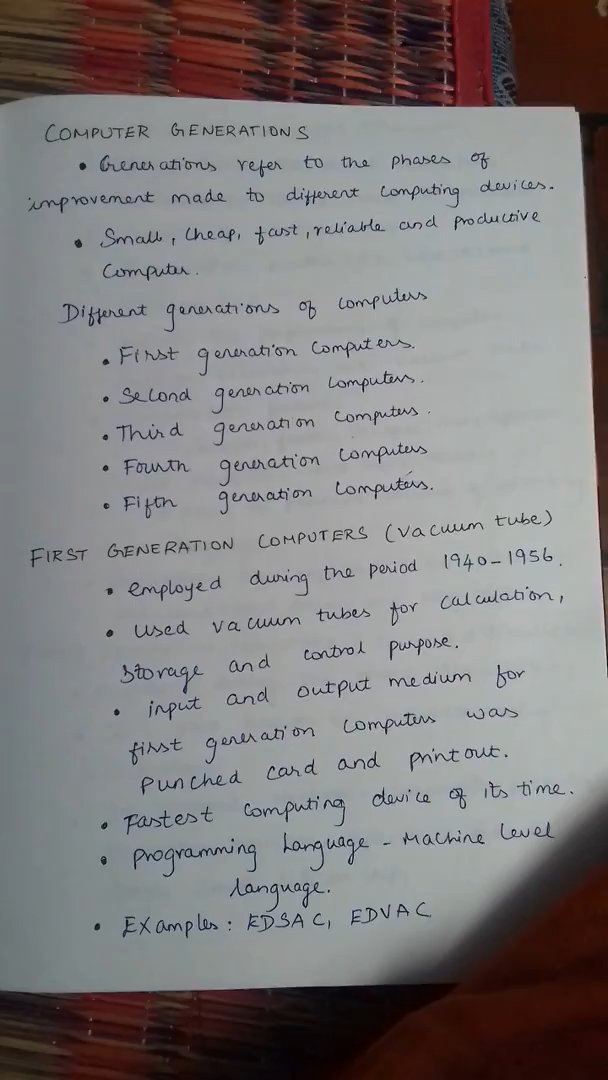 COMPUTER GENERATIONS
• Generations refer to the phases of
improvement made to different computing devices.
• Small, Cheap, fast, reliable and productive
Computer.
Different generations of computers
• First generation computers.
• Second generation computers.
• Third generation computers.
• Fourth generation computers
• Fifth generation computers.
FIRST GENERATION COMPUTERS (Vacuum tube)
• employed during the period 1940-1956.
• used vacuum tubes for calculation,
storage and control purpose.
• input and output medium for
first generation computers was
punched card and printout.
• Fastest computing device of its time.
• programming language - Machine level
language.
• Examples: EDSAC, EDVAC